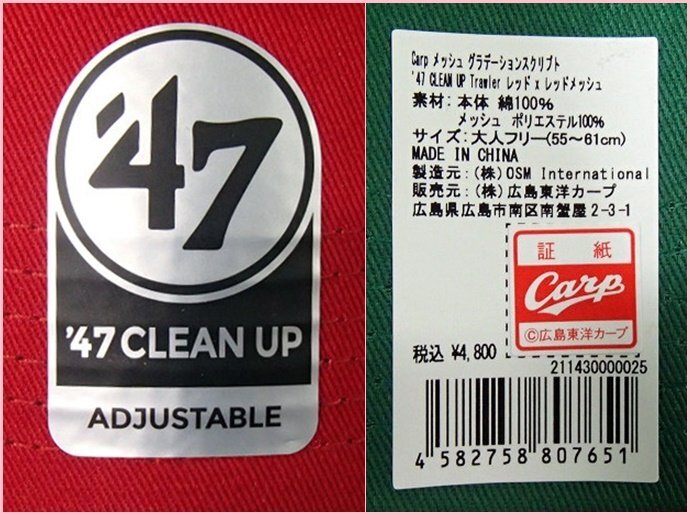 '47
'47 CLEAN UP
ADJUSTABLE
Carp メッシュ グラデーションスクリプト
'47 CLEAN UP Trawler レッド x レッドメッシュ
素材: 本体 綿100%
メッシュ ポリエステル100%
サイズ: 大人フリー(55～61cm)
MADE IN CHINA
製造元: (株)OSM International
販売元: (株)広島東洋カープ
広島県広島市南区南蟹屋 2-3-1
証 紙
Carp
©広島東洋カープ
税込 ¥4,800
211430000025
4 582758 807651